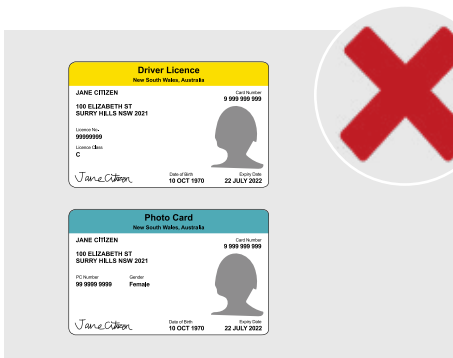 Driver Licence
New South Wales, Australia
JANE CITIZEN
Card Number
9 999 999 999
100 ELIZABETH ST
SURRY HILLS NSW 2021
Licence No.
99999999
Licence Class
C
Jane Citizen
Date of Birth
10 OCT 1970
Expiry Date
22 JULY 2022
Photo Card
New South Wales, Australia
JANE CITIZEN
Card Number
9 999 999 999
100 ELIZABETH ST
SURRY HILLS NSW 2021
PC Number
99 9999 9999
Gender
Female
Jane Citizen
Date of Birth
10 OCT 1970
Expiry Date
22 JULY 2022